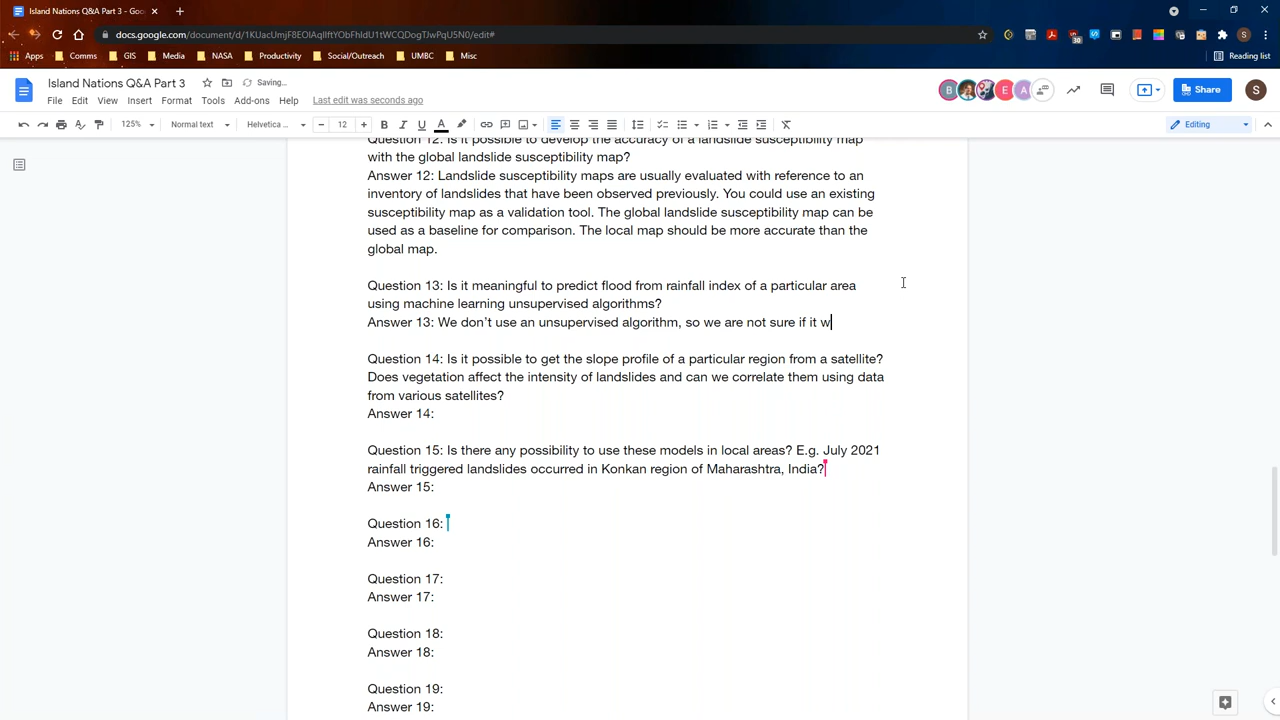 Island Nations Q&A Part 3 - Goo
docs.google.com/document/d/1KUacUmjF8EOIAqlIftYObFhldU1tWCQDogTJwPqUSN0/edit#
Apps Comms GIS Media NASA Productivity Social/Outreach UMBC Misc Reading list
Island Nations Q&A Part 3 Saving...
File Edit View Insert Format Tools Add-ons Help Last edit was seconds ago
B E A Share S
125% Normal text Helvetica ... 12 B I U A Editing
Question 12: Is it possible to develop the accuracy of a landslide susceptibility map
with the global landslide susceptibility map?
Answer 12: Landslide susceptibility maps are usually evaluated with reference to an
inventory of landslides that have been observed previously. You could use an existing
susceptibility map as a validation tool. The global landslide susceptibility map can be
used as a baseline for comparison. The local map should be more accurate than the
global map.
Question 13: Is it meaningful to predict flood from rainfall index of a particular area
using machine learning unsupervised algorithms?
Answer 13: We don't use an unsupervised algorithm, so we are not sure if it w
Question 14: Is it possible to get the slope profile of a particular region from a satellite?
Does vegetation affect the intensity of landslides and can we correlate them using data
from various satellites?
Answer 14:
Question 15: Is there any possibility to use these models in local areas? E.g. July 2021
rainfall triggered landslides occurred in Konkan region of Maharashtra, India?
Answer 15:
Question 16:
Answer 16:
Question 17:
Answer 17:
Question 18:
Answer 18:
Question 19:
Answer 19: